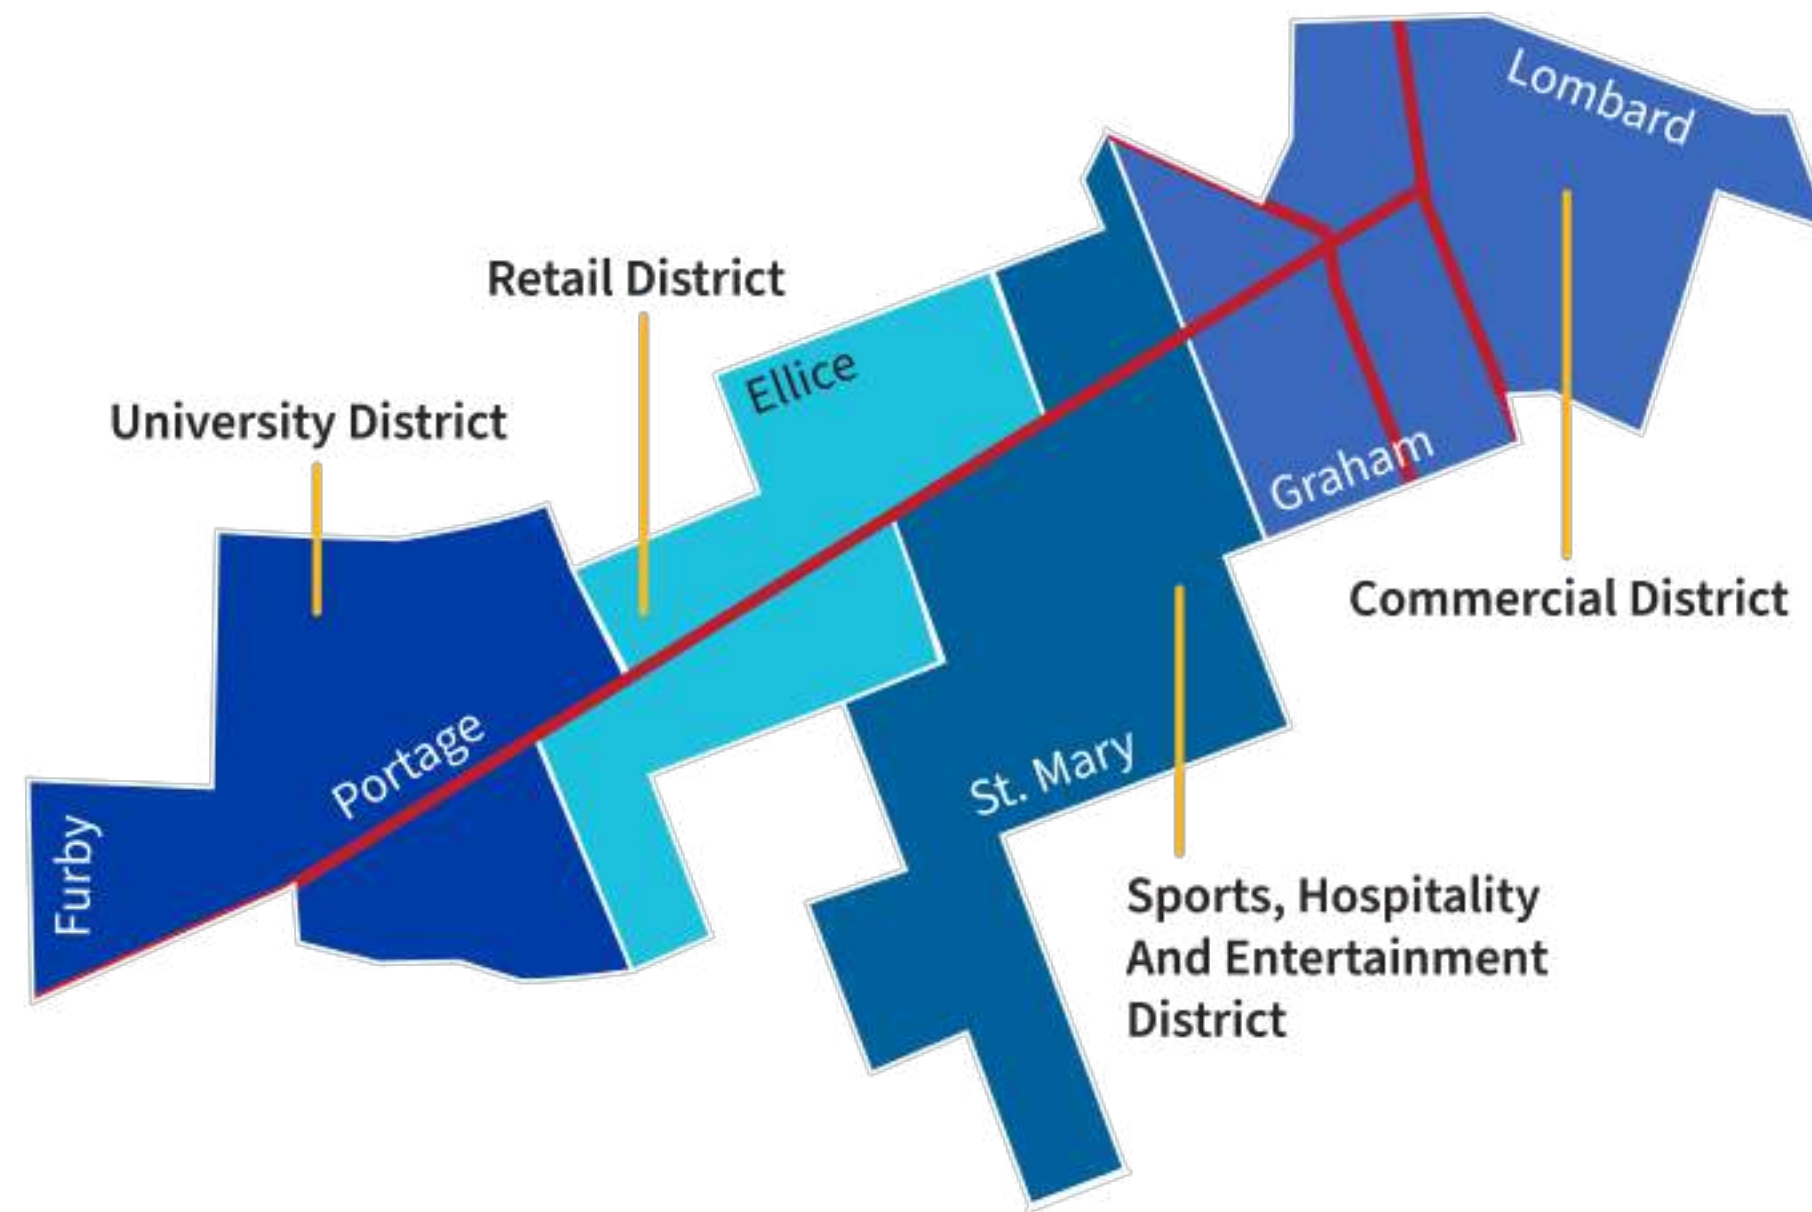 Lombard
Retail District
Ellice
University District
Graham
Commercial District
Portage
St. Mary
Furby
Sports, Hospitality
And Entertainment
District